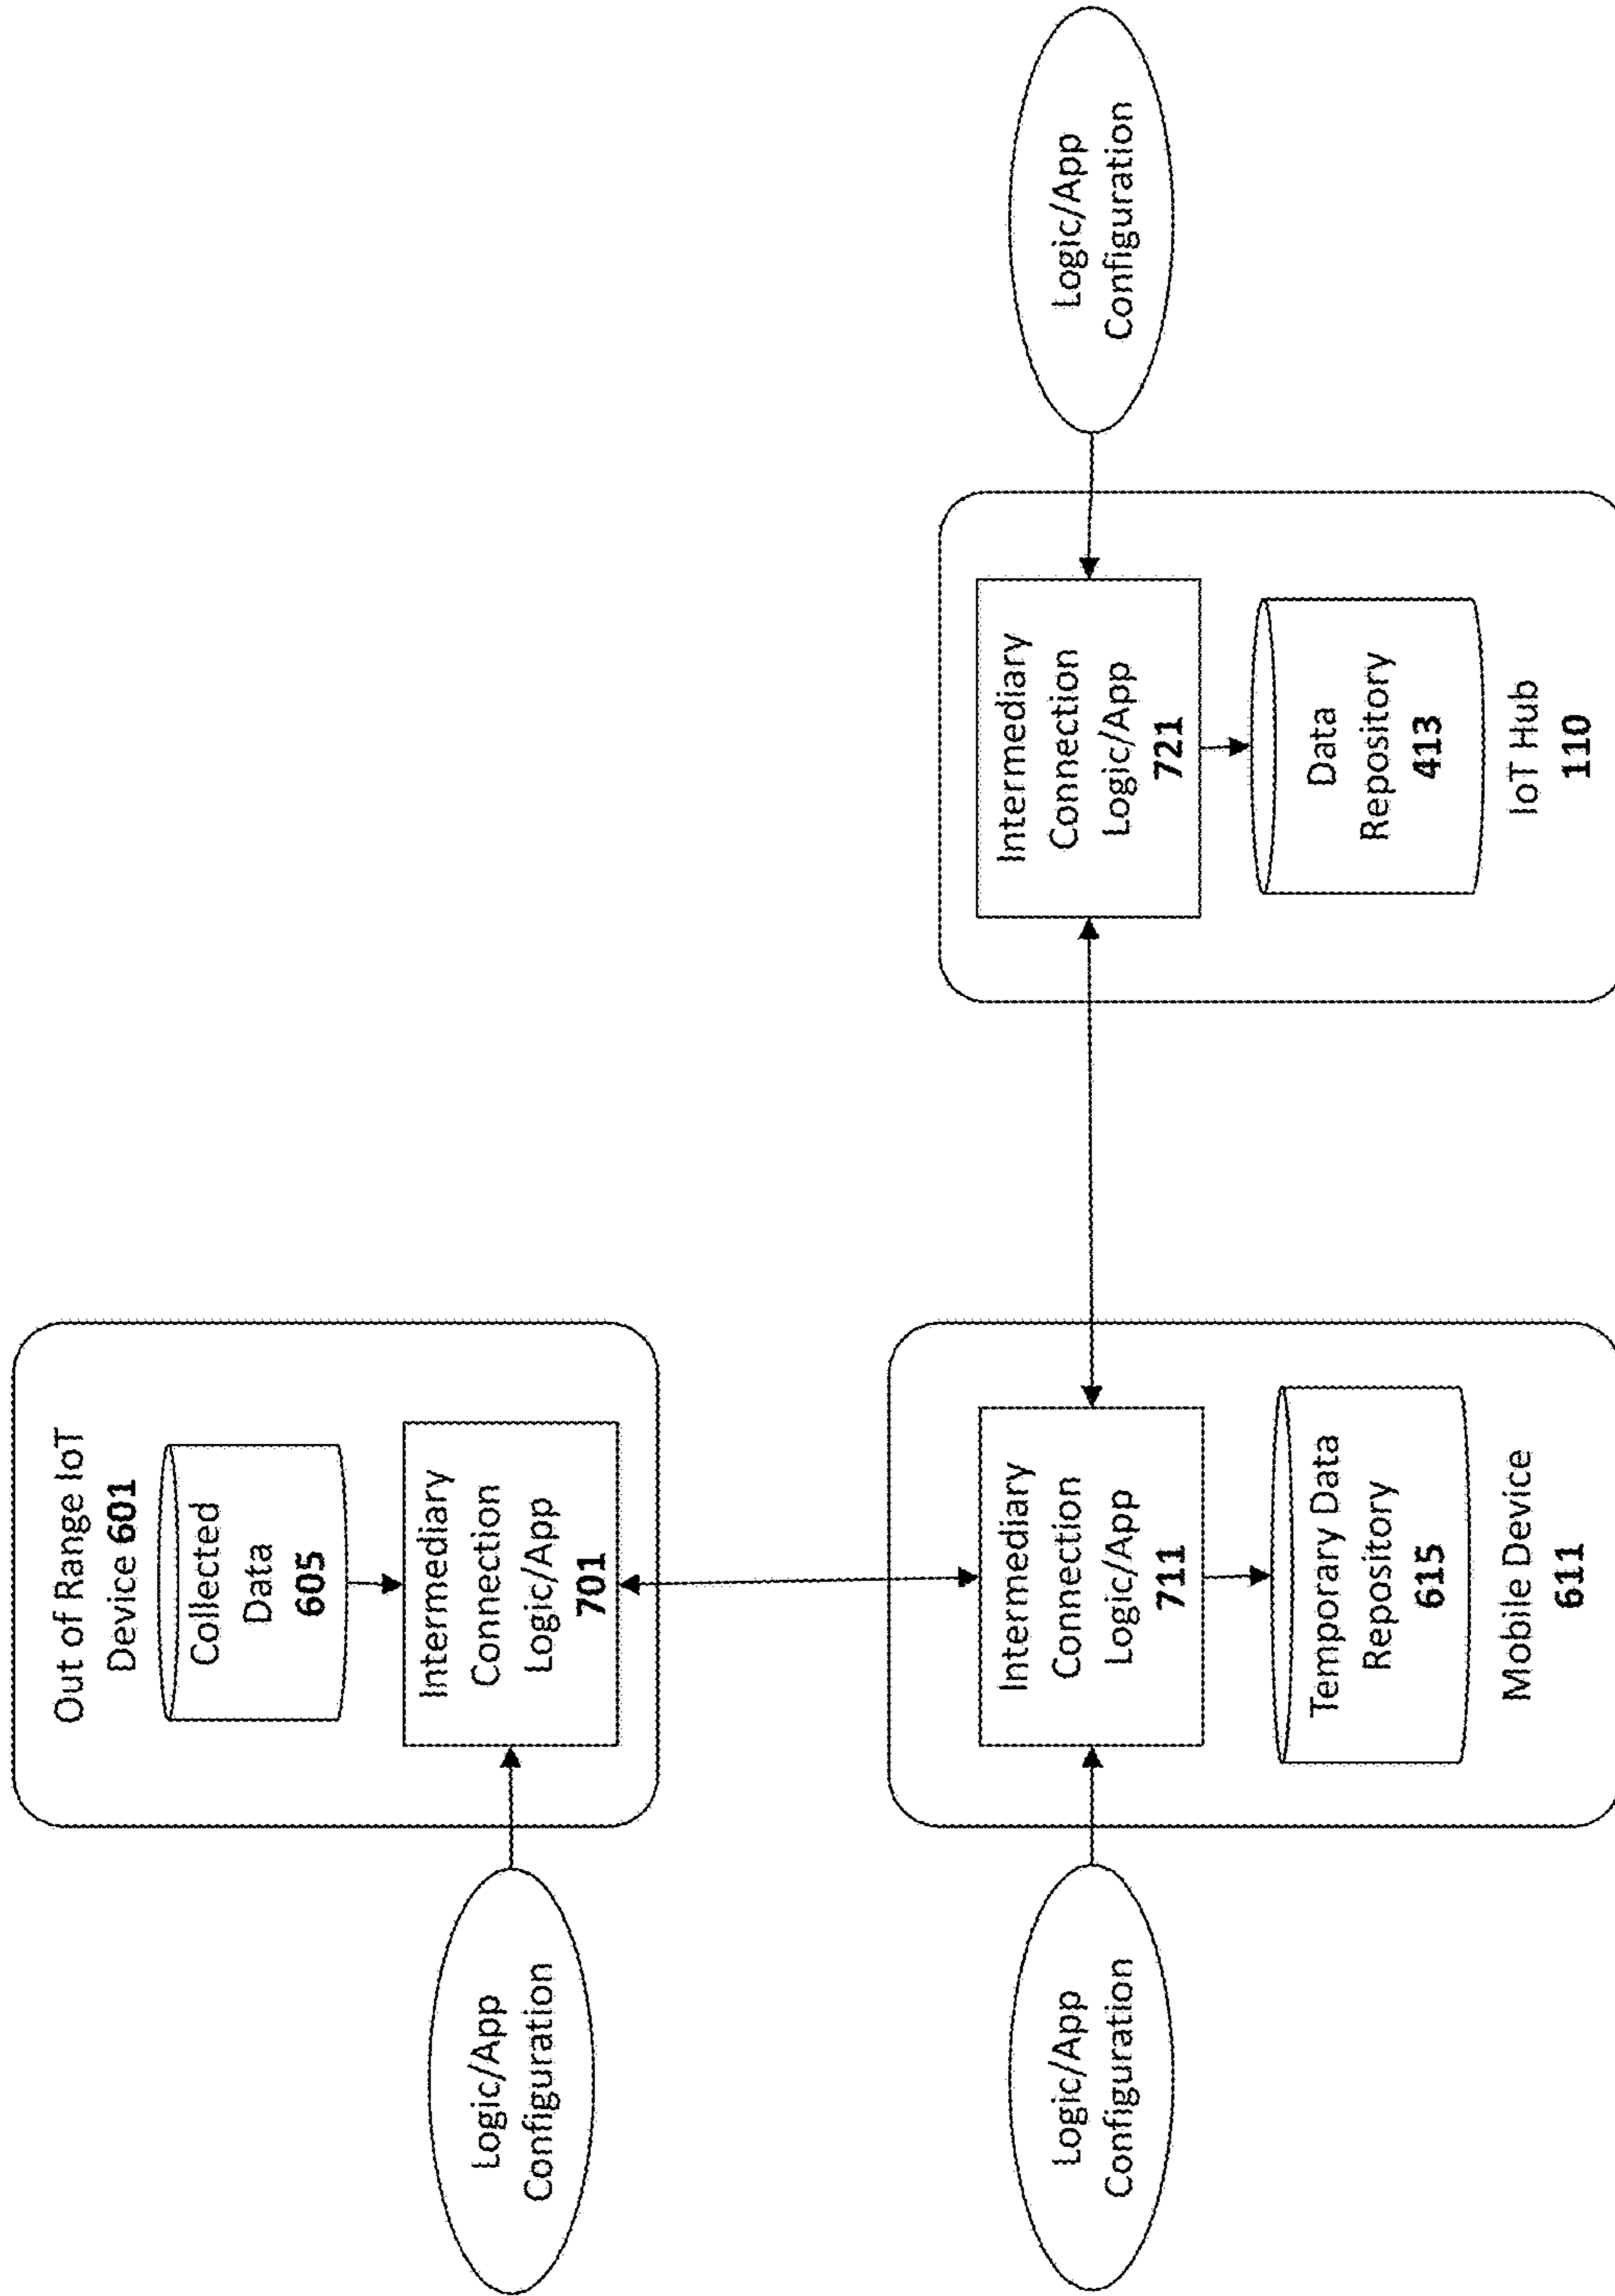 Out of Range IoT
Device 601
Collected
Data
605
Intermediary
Connection
Logic/App
701
Logic/App
Configuration
Intermediary
Connection
Logic/App
711
Temporary Data
Repository
615
Mobile Device
611
Logic/App
Configuration
Intermediary
Connection
Logic/App
721
Data
Repository
413
IoT Hub
110
Logic/App
Configuration